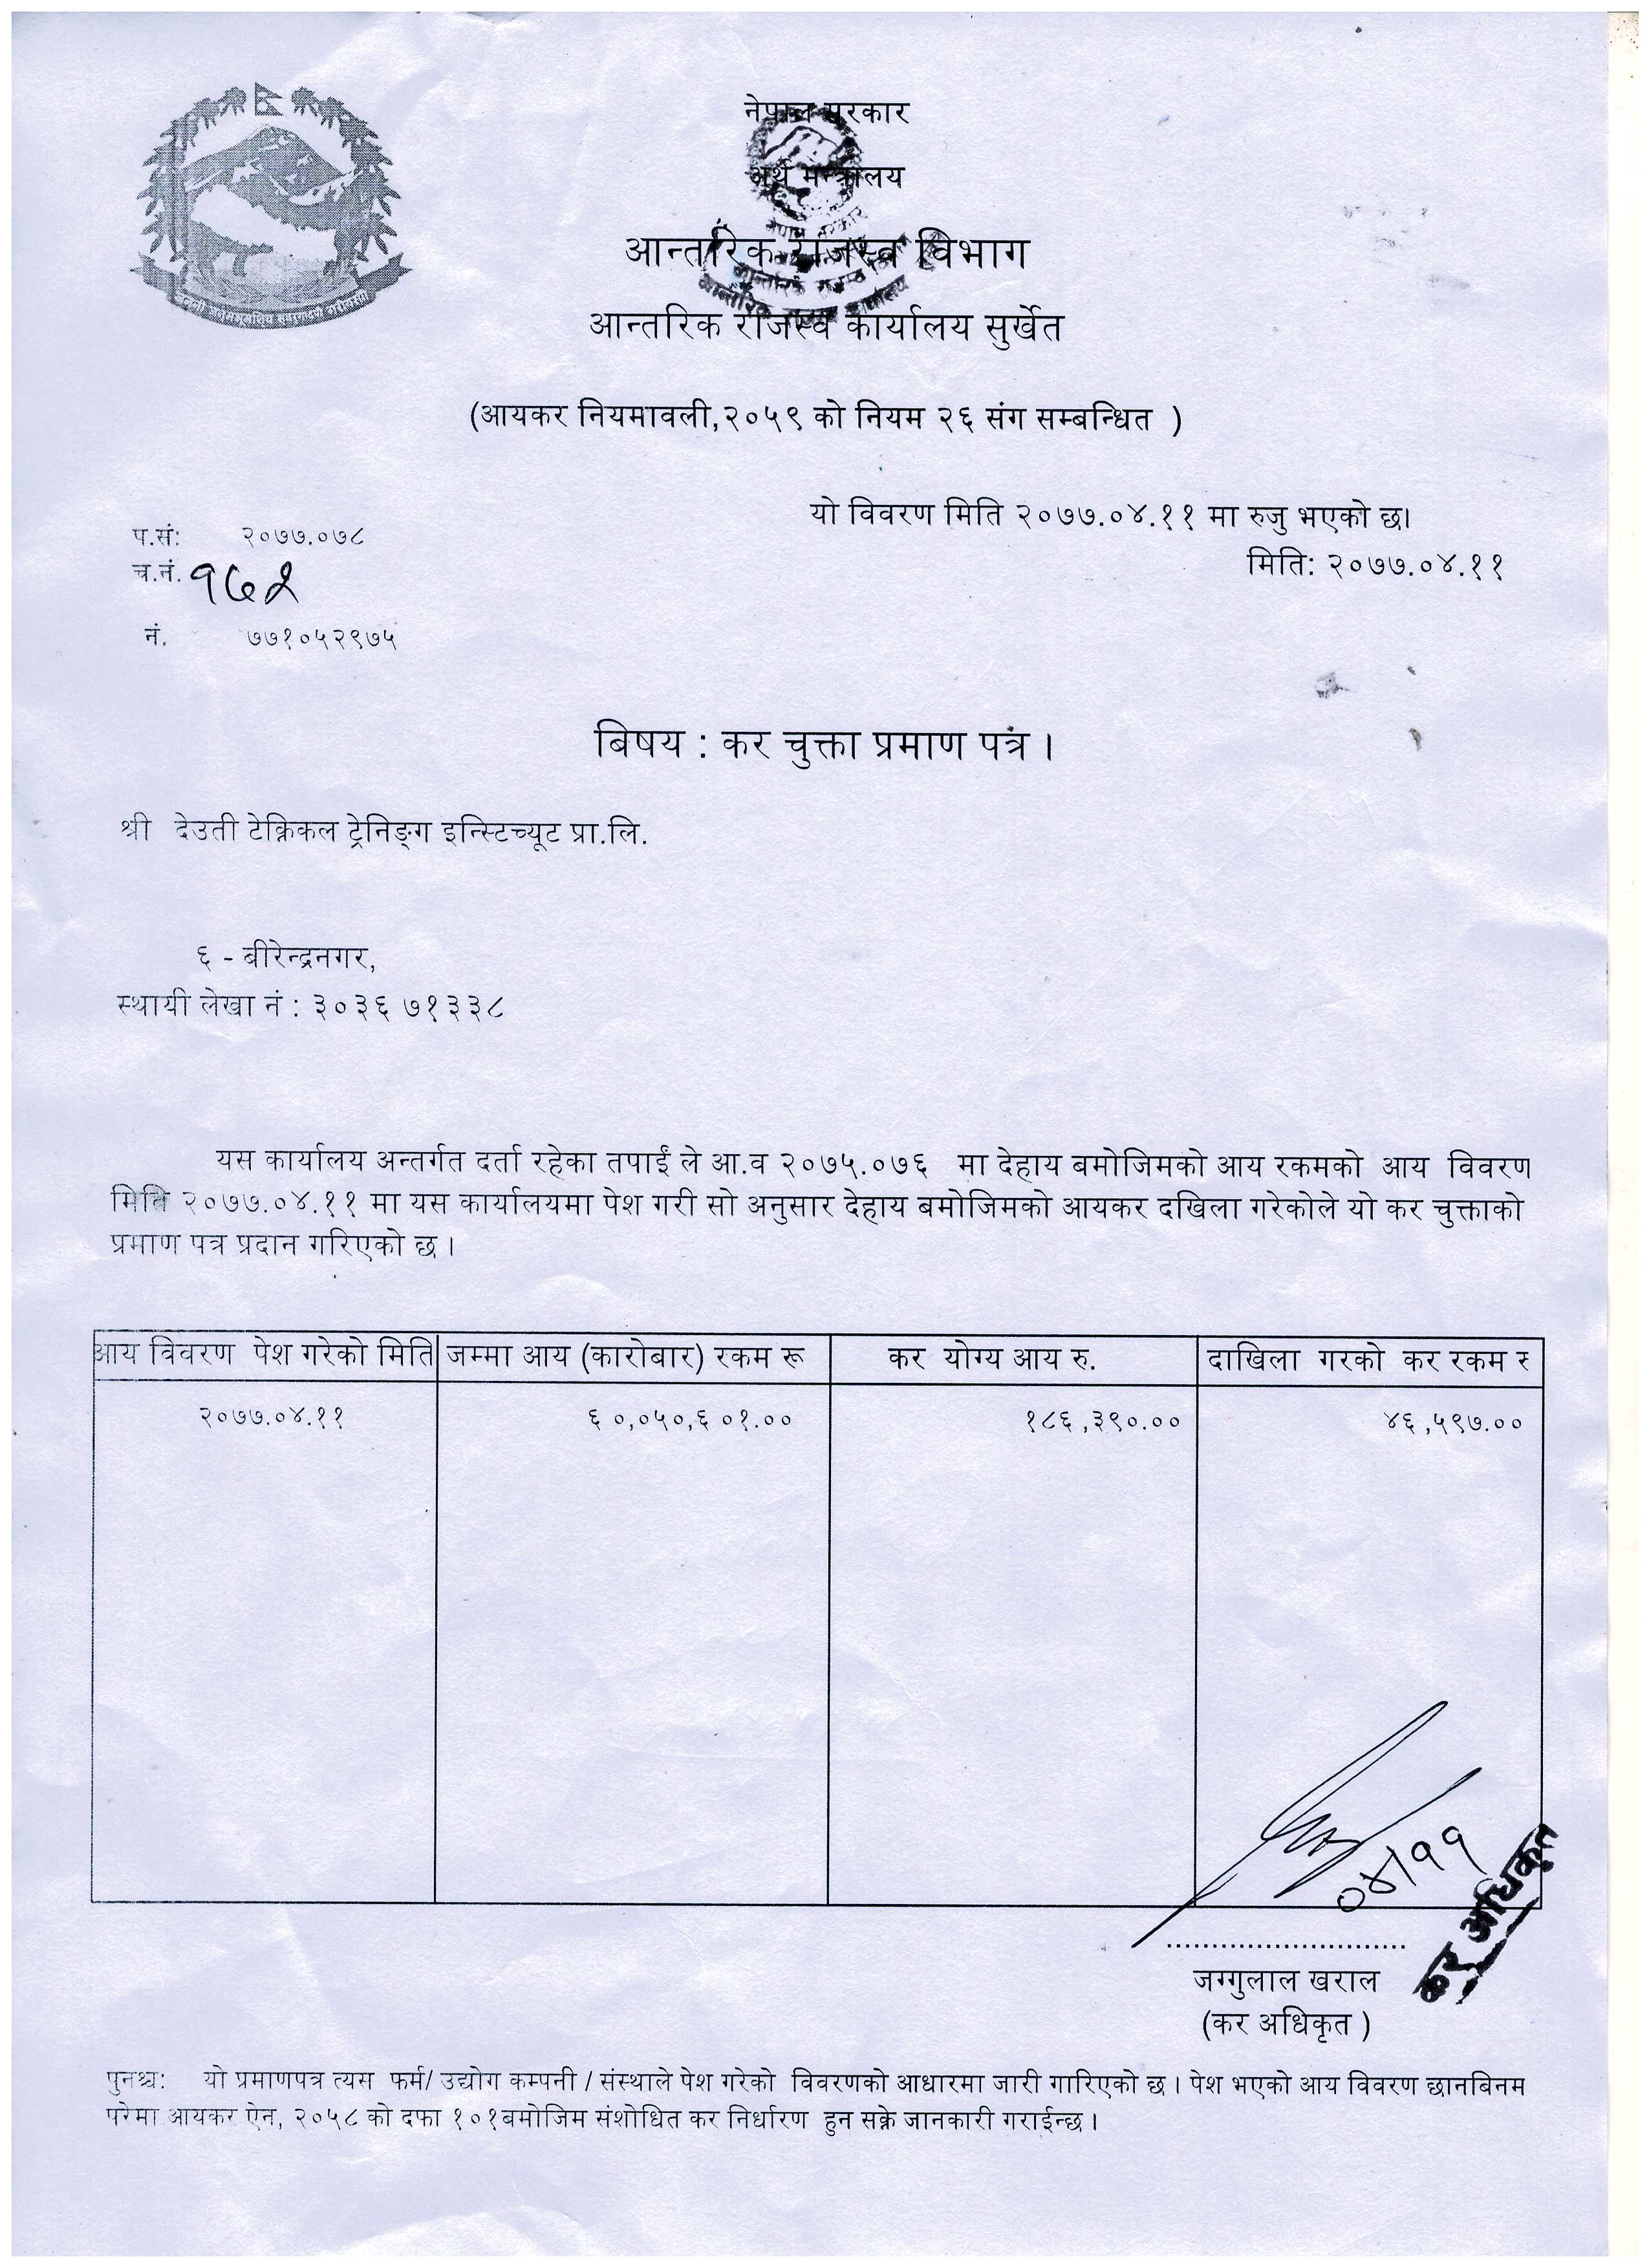 नेपाल सरकार
अर्थ मन्त्रालय
आन्तरिक राजस्व विभाग
आन्तरिक राजस्व कार्यालय सुर्खेत
(आयकर नियमावली,२०५९ को नियम २६ संग सम्बन्धित )
यो विवरण मिति २०७७.०४.११ मा रुजु भएको छ।
प.सं: २०७७.०७८
मिति: २०७७.०४.११
च.नं. १७२
नं. ७७१०५२९७५
बिषय : कर चुक्ता प्रमाण पत्र ।
श्री देउती टेक्निकल ट्रेनिङ्ग इन्स्टिच्यूट प्रा.लि.
६ - बीरेन्द्रनगर,
स्थायी लेखा नं : ३०३६ ७१३३८
यस कार्यालय अन्तर्गत दर्ता रहेका तपाईं ले आ.व २०७५.०७६ मा देहाय बमोजिमको आय रकमको आय विवरण
मिति २०७७.०४.११ मा यस कार्यालयमा पेश गरी सो अनुसार देहाय बमोजिमको आयकर दखिला गरेकोले यो कर चुक्ताको
प्रमाण पत्र प्रदान गरिएको छ ।
आय विवरण पेश गरेको मिति जम्मा आय (कारोबार) रकम रू कर योग्य आय रु. दाखिला गरको कर रकम र
२०७७.०४.११ ६०,०५०,६०१.०० १८६,३९०.०० ४६,५९७.००
०४/११
कर अधिकृत
जग्गुलाल खराल
(कर अधिकृत )
पुनश्च: यो प्रमाणपत्र त्यस फर्म/ उद्योग कम्पनी / संस्थाले पेश गरेको विवरणको आधारमा जारी गारिएको छ । पेश भएको आय विवरण छानबिनम
परेमा आयकर ऐन, २०५८ को दफा १०१बमोजिम संशोधित कर निर्धारण हुन सक्ने जानकारी गराईन्छ ।